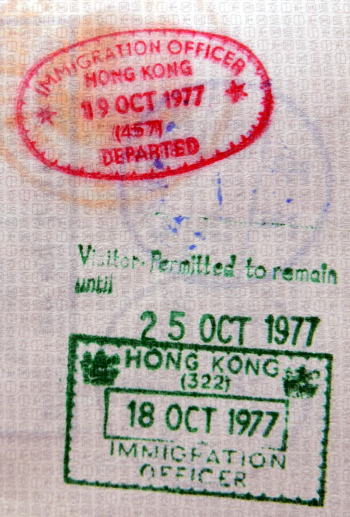 IMMIGRATION OFFICER
HONG KONG
19 OCT 1977
(457)
DEPARTED
Visitor-Permitted to remain
until
25 OCT 1977
HONG KONG
(322)
18 OCT 1977
IMMIGRATION
OFFICER